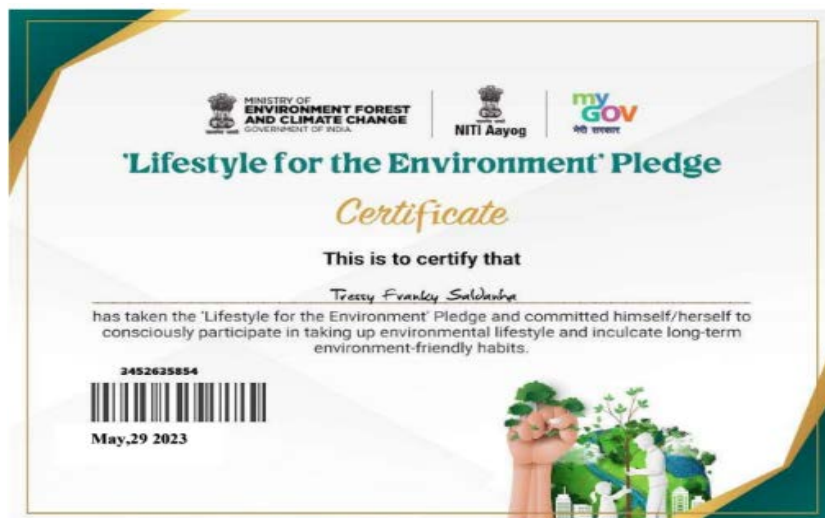 MINISTRY OF
ENVIRONMENT FOREST
AND CLIMATE CHANGE
GOVERNMENT OF INDIA
NITI Aayog
my
GOV
मेरी सरकार
'Lifestyle for the Environment' Pledge
Certificate
This is to certify that
Tressy Franky Saldanha
has taken the 'Lifestyle for the Environment' Pledge and committed himself/herself to
consciously participate in taking up environmental lifestyle and inculcate long-term
environment-friendly habits.
3452635854
May,29 2023